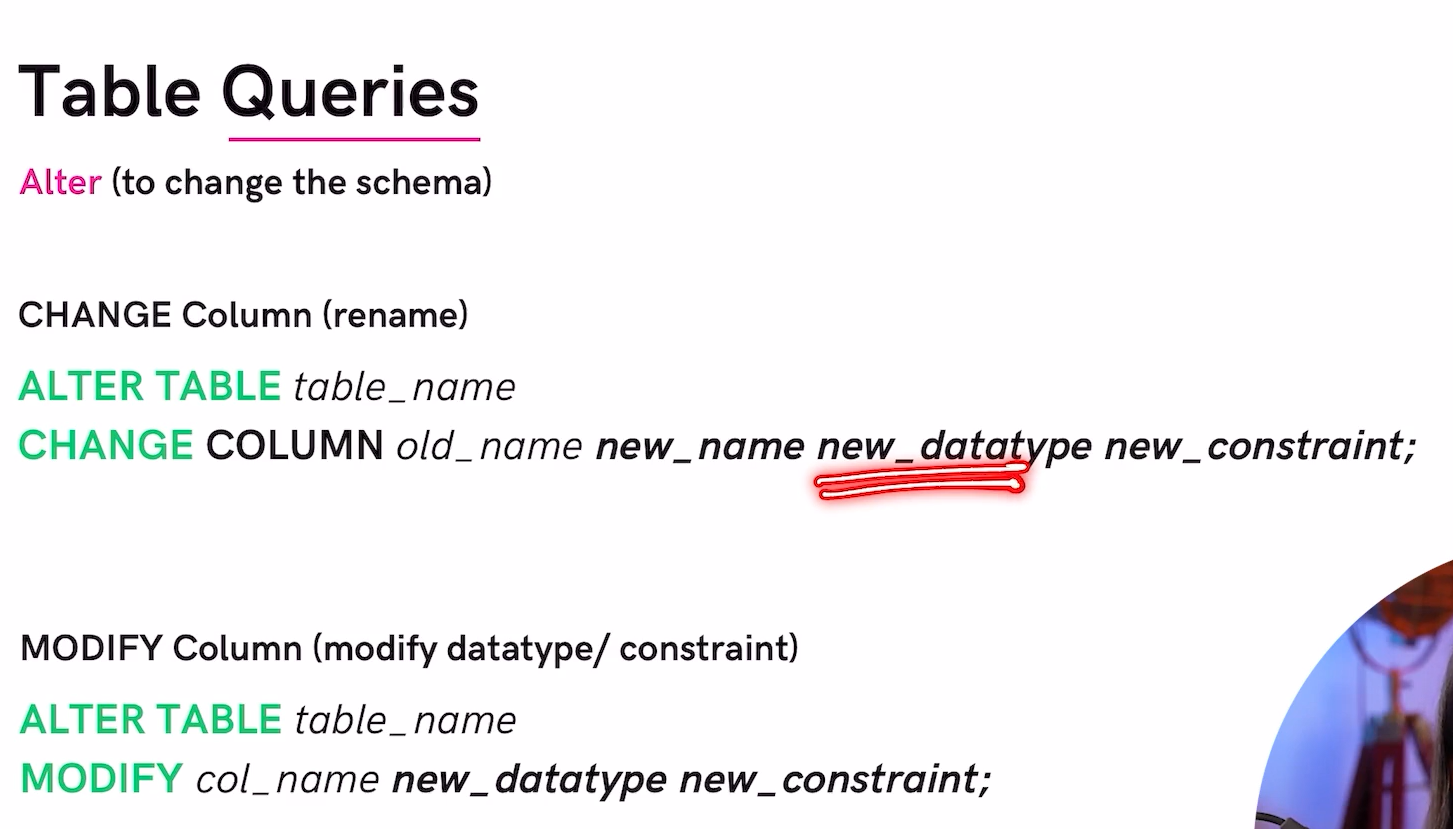 Table Queries
Alter (to change the schema)
CHANGE Column (rename)
ALTER TABLE table_name
CHANGE COLUMN old_name new_name new_datatype new_constraint;
MODIFY Column (modify datatype/ constraint)
ALTER TABLE table_name
MODIFY col_name new_datatype new_constraint;